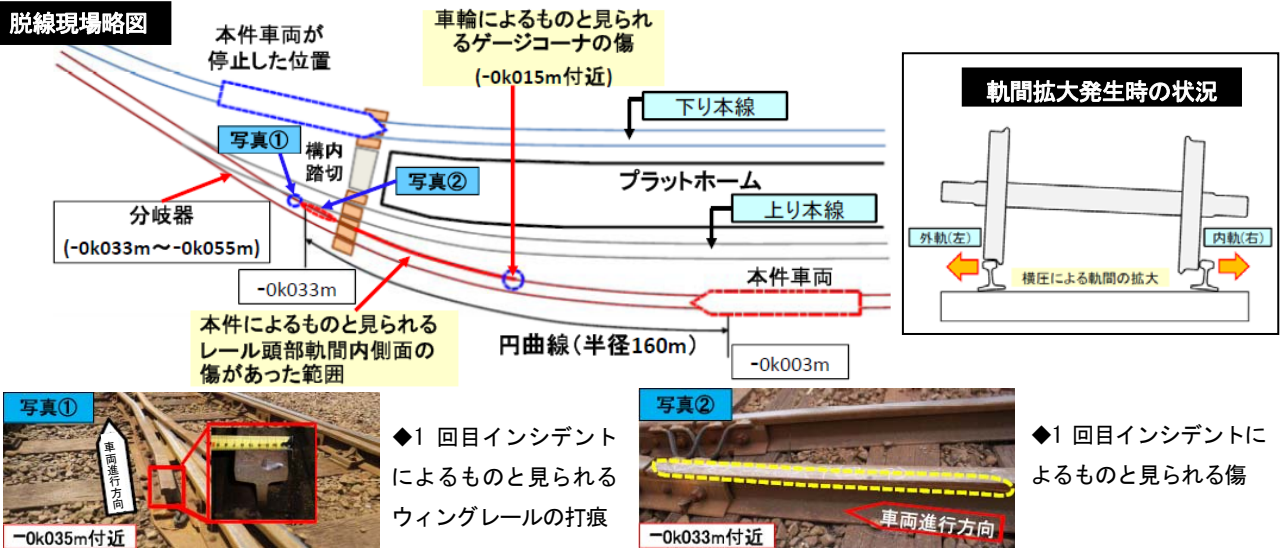 脱線現場略図
本件車両が
停止した位置
車輪によるものと見られ
るゲージコーナの傷
(-0k015m付近)
下り本線
写真①
構内
踏切
写真②
プラットホーム
上り本線
分岐器
(-0k033m～-0k055m)
-0k033m
本件車両
本件によるものと見られる
レール頭部軌間内側面の
傷があった範囲
円曲線（半径160m）
-0k003m
軌間拡大発生時の状況
外軌(左)
内軌(右)
横圧による軌間の拡大
写真①
車両進行方向
-0k035m付近
◆1 回目インシデント
によるものと見られる
ウィングレールの打痕
写真②
車両進行方向
-0k033m付近
◆1 回目インシデントに
よるものと見られる傷